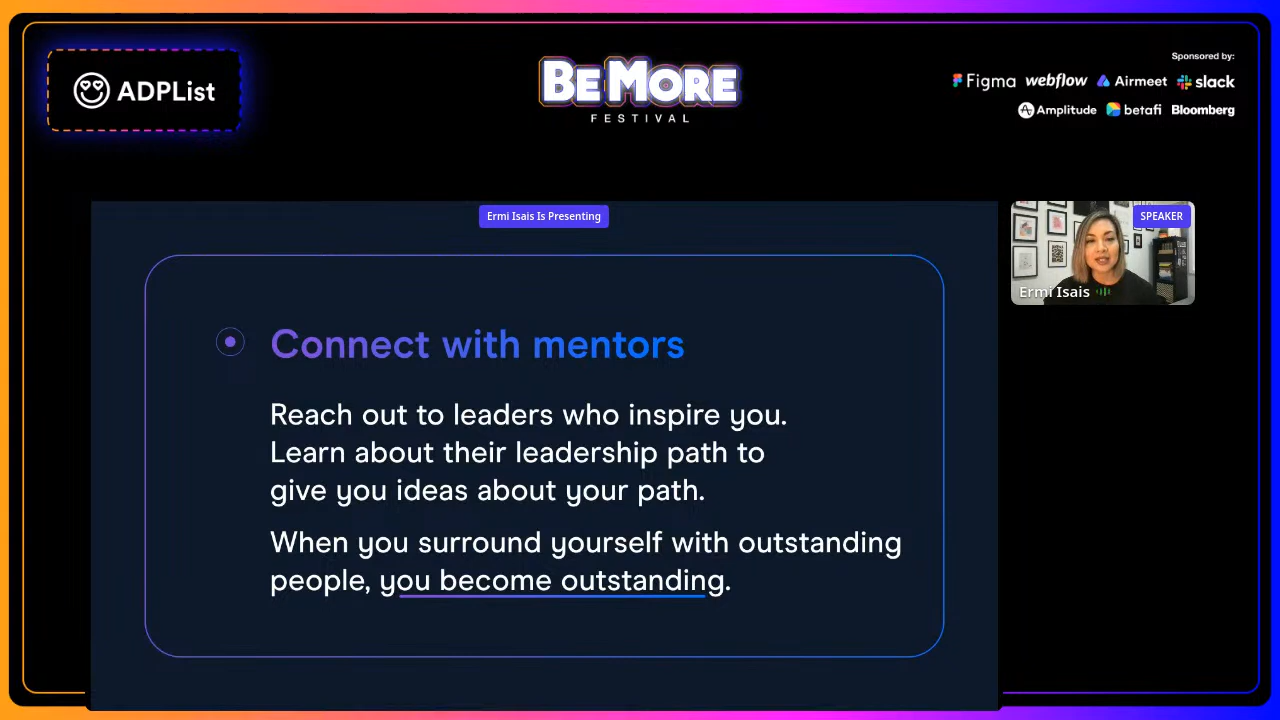 ADPList
BE MORE
FESTIVAL
Sponsored by:
Figma webflow Airmeet slack
Amplitude betafi Bloomberg
Ermi Isais Is Presenting
SPEAKER
Ermi Isais
Connect with mentors
Reach out to leaders who inspire you.
Learn about their leadership path to
give you ideas about your path.
When you surround yourself with outstanding
people, you become outstanding.